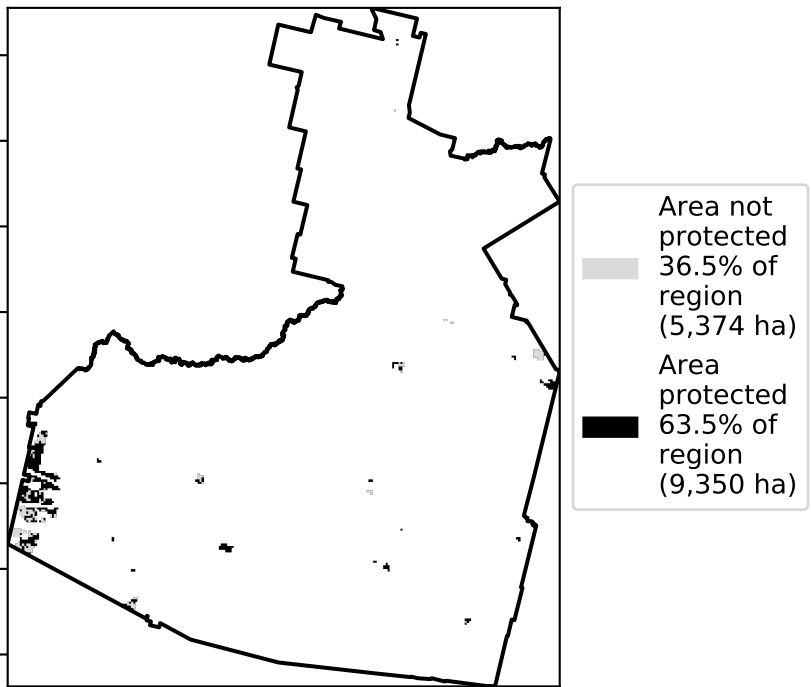 Area not
protected
36.5% of
region
(5,374 ha)
Area
protected
63.5% of
region
(9,350 ha)